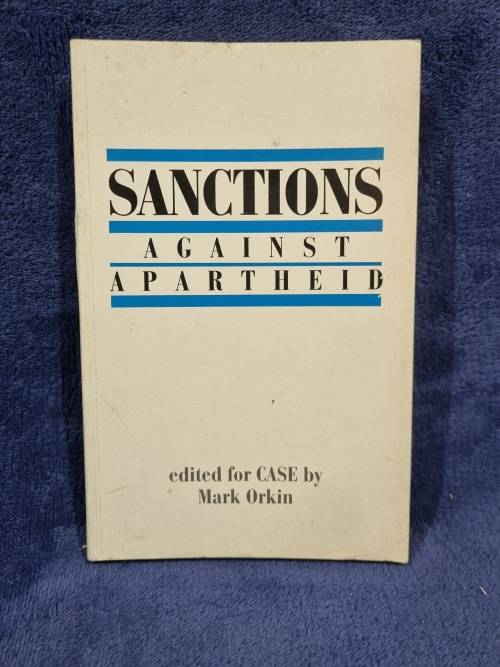 SANCTIONS
AGAINST
APARTHEID
edited for CASE by
Mark Orkin